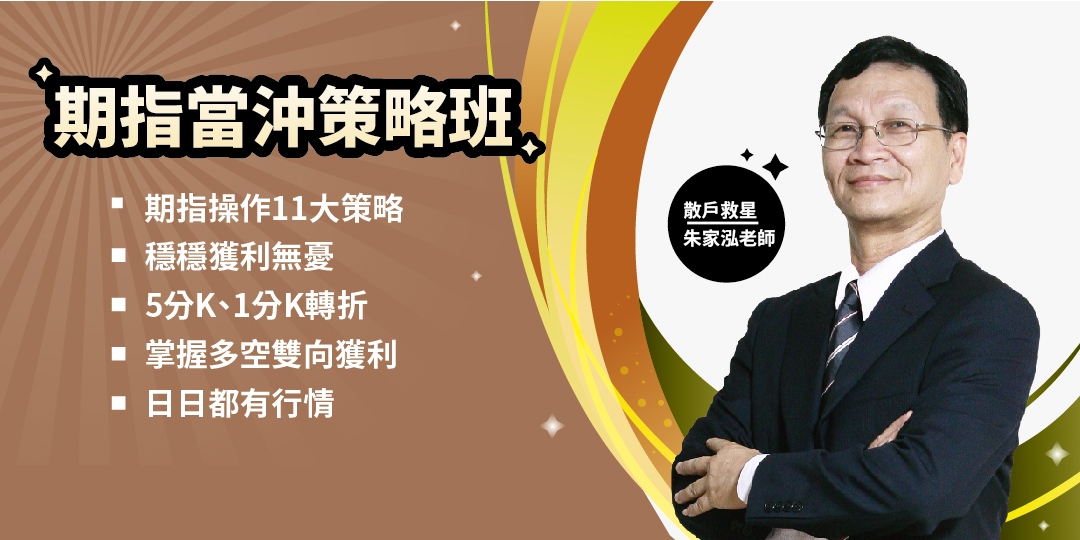 期指當沖策略班
期指操作11大策略
穩穩獲利無憂
5分K、1分K轉折
掌握多空雙向獲利
日日都有行情
散戶救星
朱家泓老師